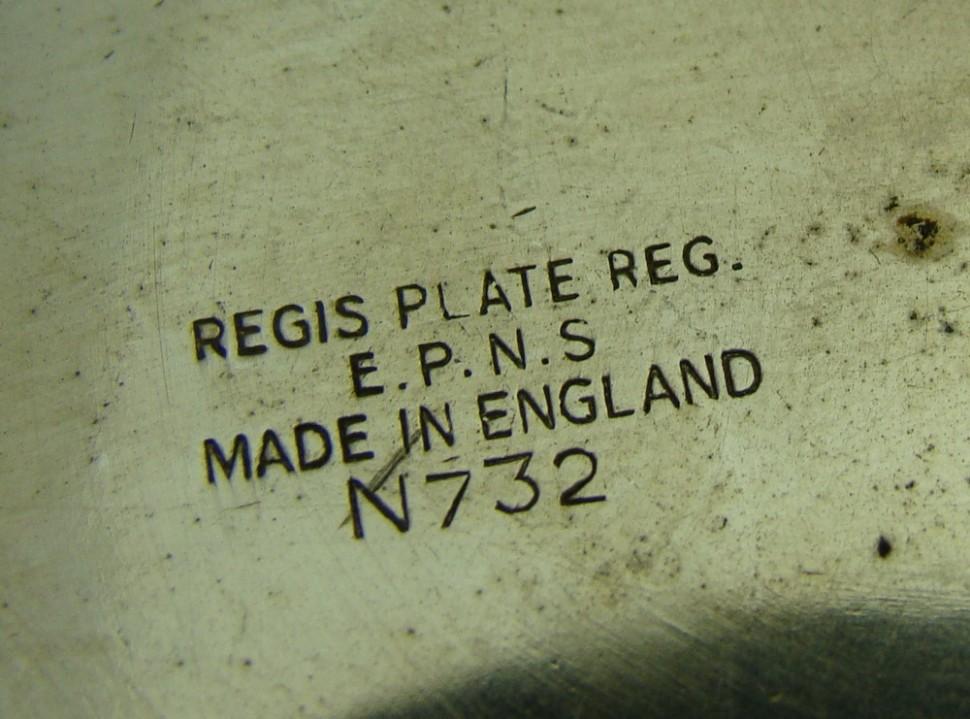 REGIS PLATE REG.
E.P.N.S
MADE IN ENGLAND
N732